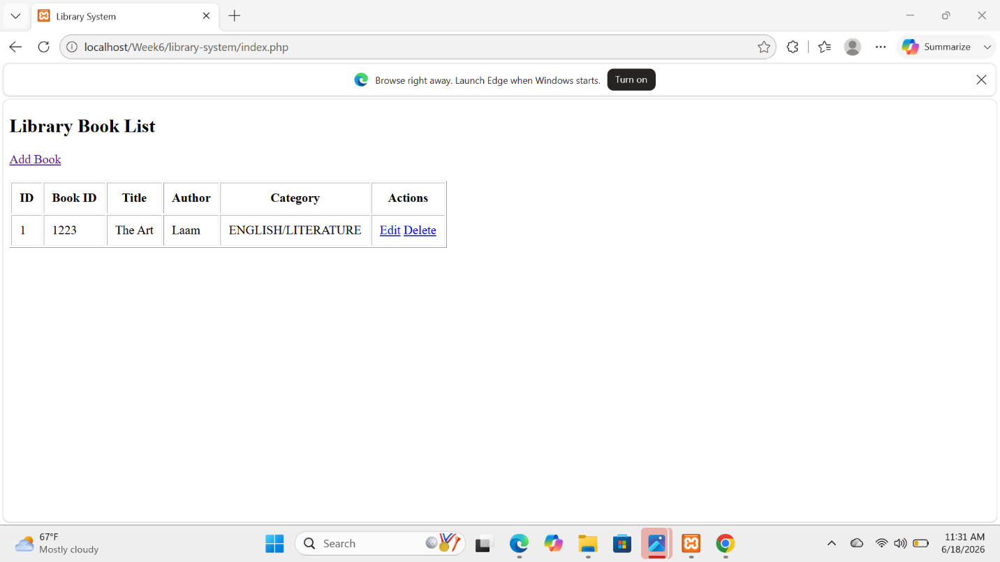 Library System
localhost/Week6/library-system/index.php
Summarize
Browse right away. Launch Edge when Windows starts. Turn on
Library Book List
Add Book
ID Book ID Title Author Category Actions
1 1223 The Art Laam ENGLISH/LITERATURE Edit Delete
67°F
Mostly cloudy
Search
11:31 AM
6/18/2026